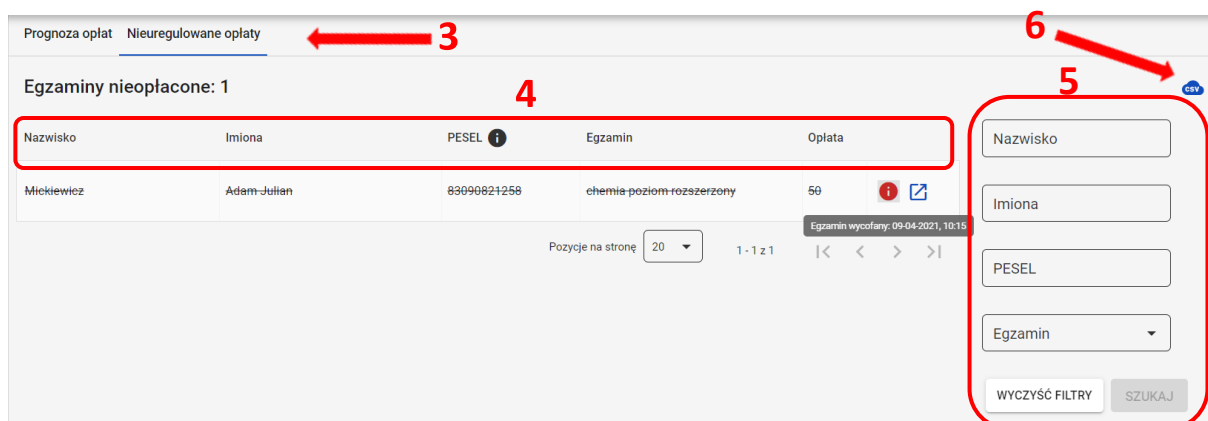 Prognoza opłat Nieuregulowane opłaty 3 6
Egzaminy nieopłacone: 1 4 5 CSV
Nazwisko Imiona PESEL i Egzamin Opłata
Mickiewicz Adam Julian 83090821258 chemia poziom rozszerzony 50 i
Egzamin wycofany: 09-04-2021, 10:15
Pozycje na stronę 20 1 - 1 z 1
Nazwisko
Imiona
PESEL
Egzamin
WYCZYŚĆ FILTRY SZUKAJ